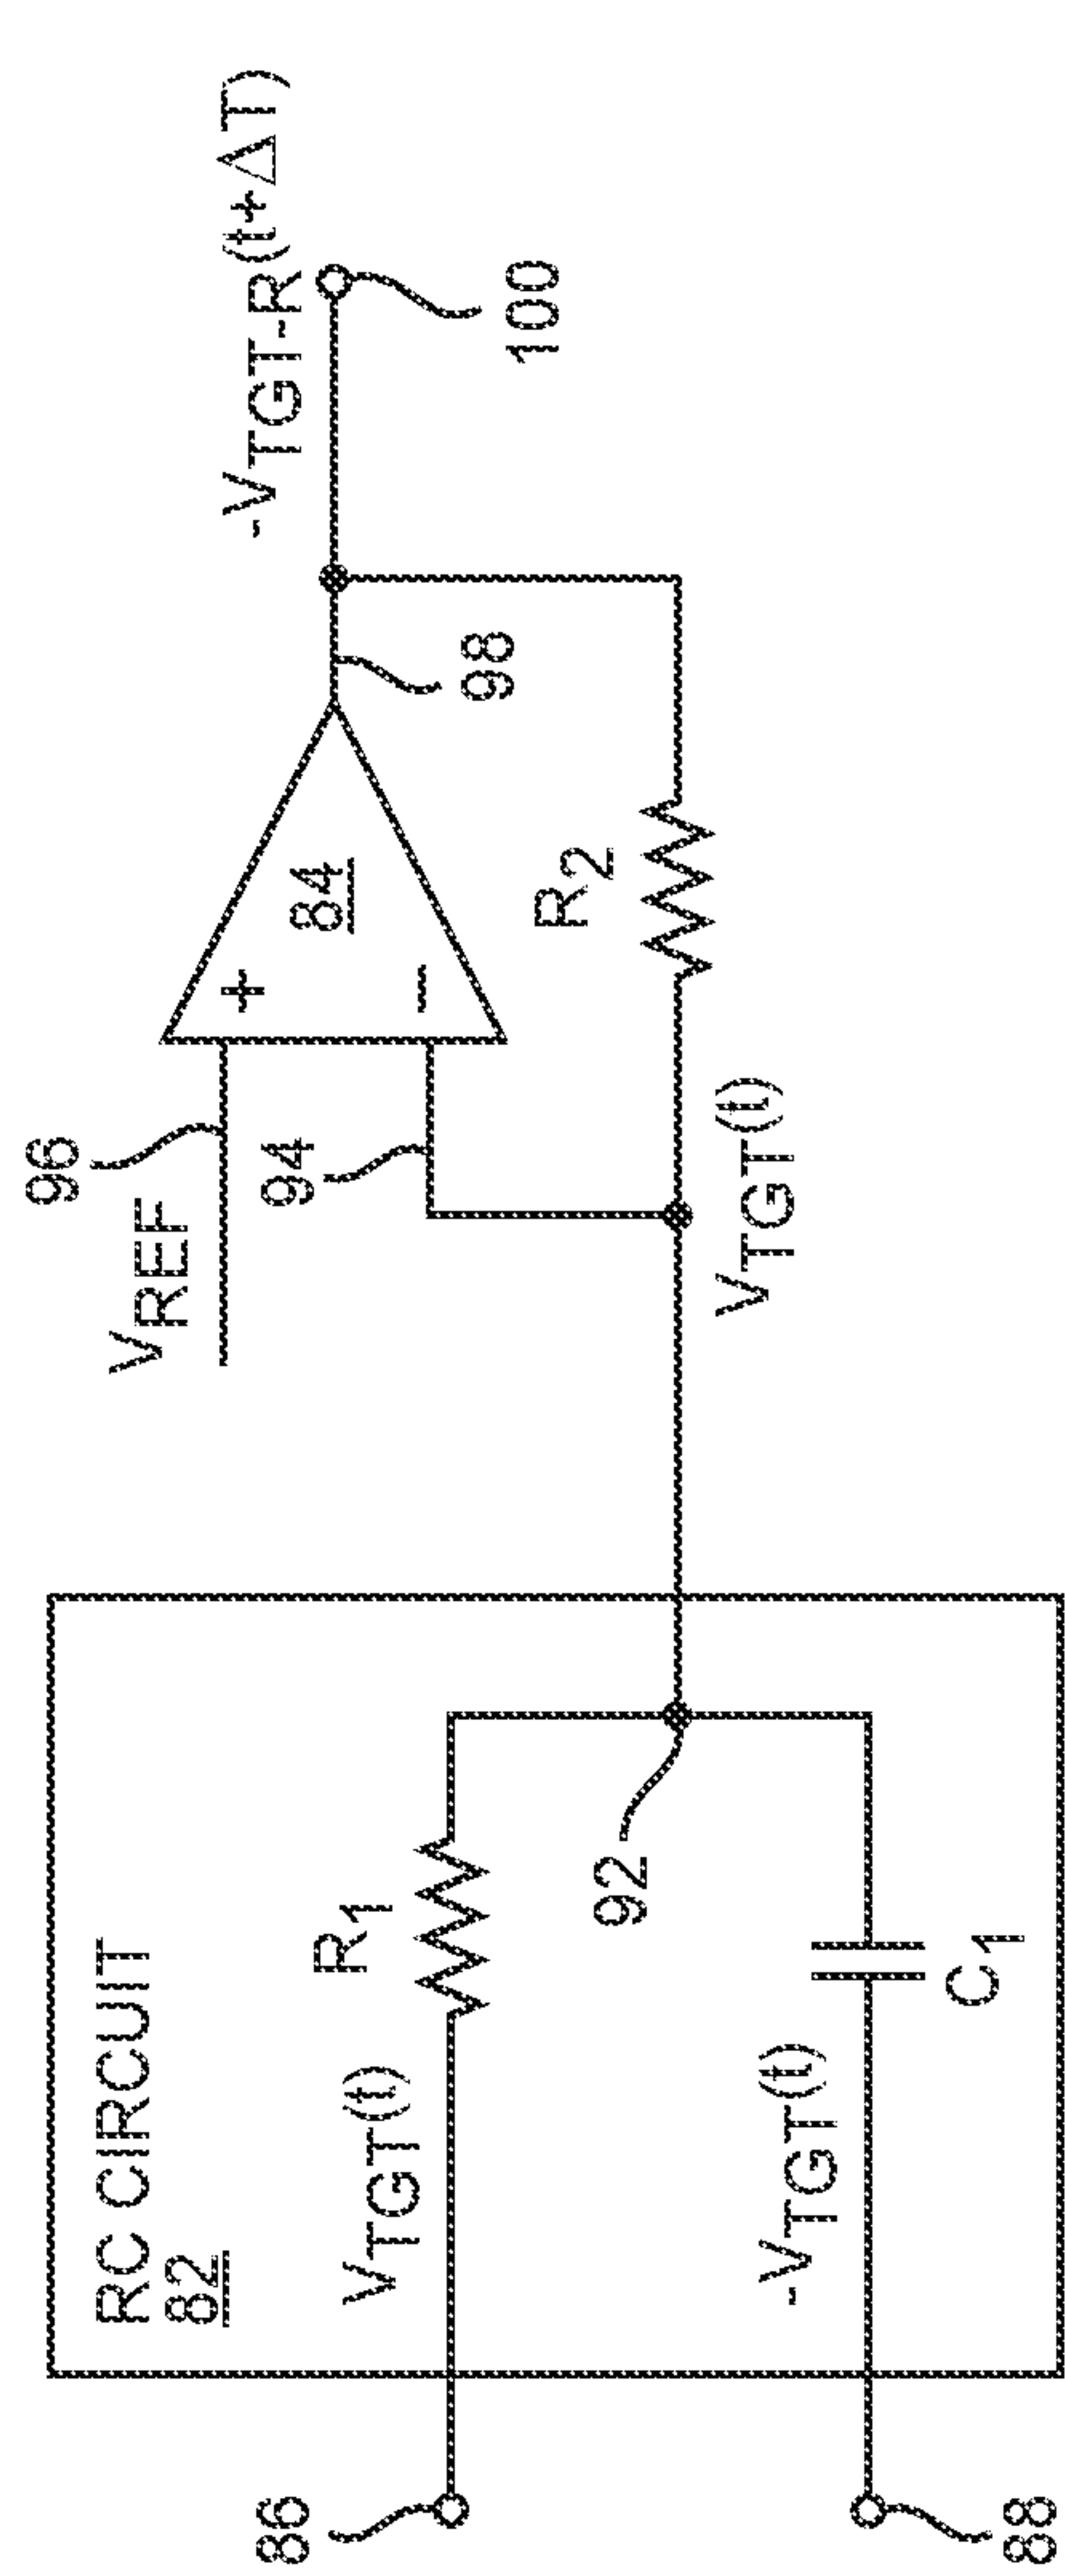 RC CIRCUIT
82
86
VTGT(t)
R1
88
-VTGT(t)
C1
92
VREF
96
94
+
−
84
98
R2
VTGT(t)
-VTGT-R(t+ΔT)
100